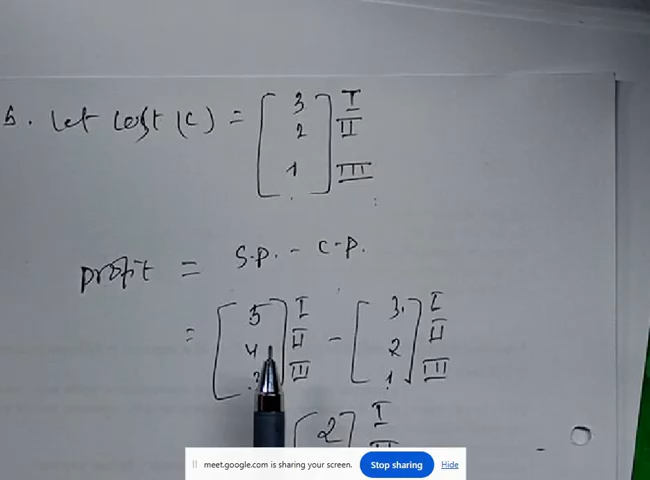 5. Let Cost (C) = [ 3 ] I
[ 2 ] II
[ 1 ] III
profit = S.P. - C.P.
= [ 5 ] I - [ 3 ] I
[ 4 ] II [ 2 ] II
III [ 1 ] III
[ 2 ] I
II
meet.google.com is sharing your screen. Stop sharing Hide